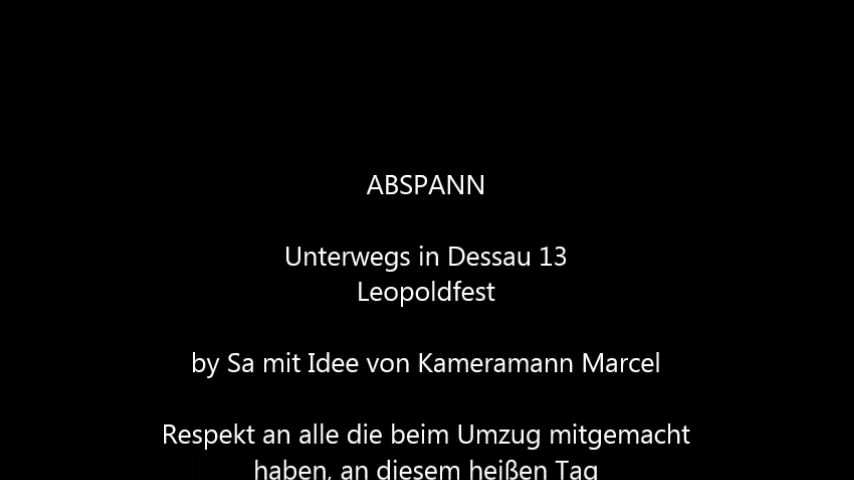 ABSPANN
Unterwegs in Dessau 13
Leopoldfest
by Sa mit Idee von Kameramann Marcel
Respekt an alle die beim Umzug mitgemacht
haben, an diesem heißen Tag